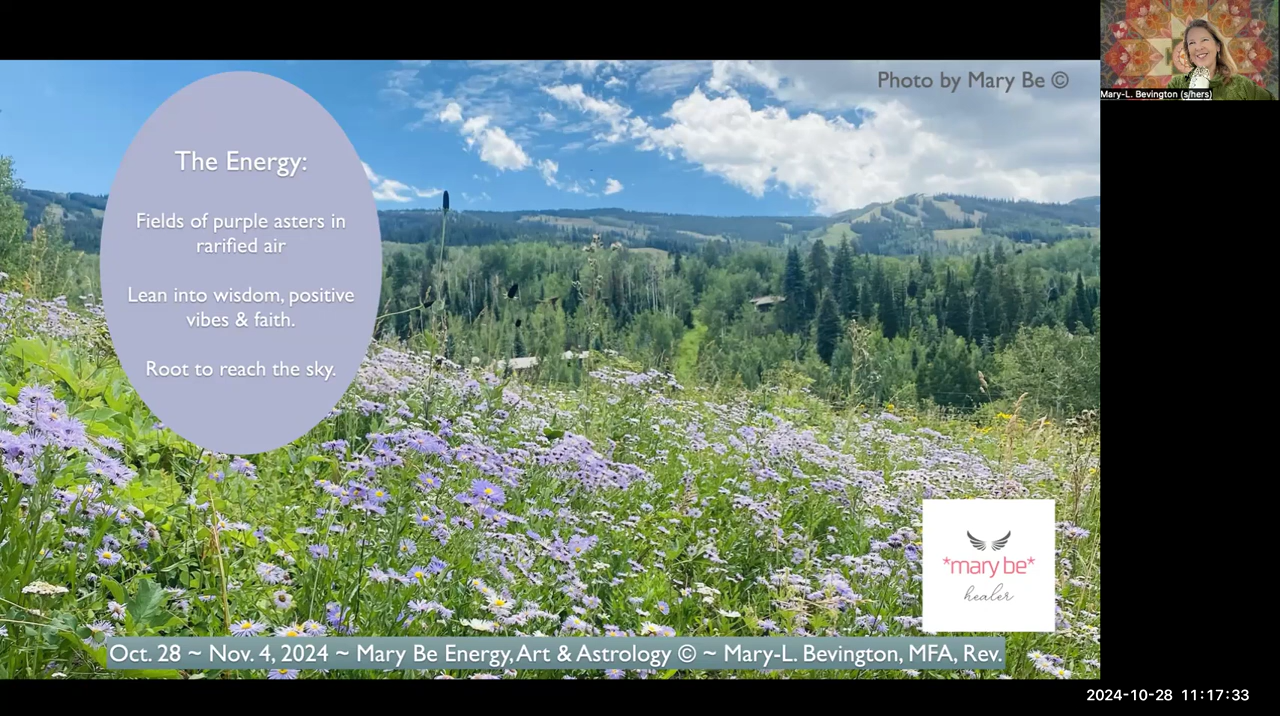 Photo by Mary Be ©
Mary-L. Bevington (s/hers)
The Energy:
Fields of purple asters in
rarified air
Lean into wisdom, positive
vibes & faith.
Root to reach the sky.
*mary be*
healer
Oct. 28 ~ Nov. 4, 2024 ~ Mary Be Energy, Art & Astrology © ~ Mary-L. Bevington, MFA, Rev.
2024-10-28 11:17:33